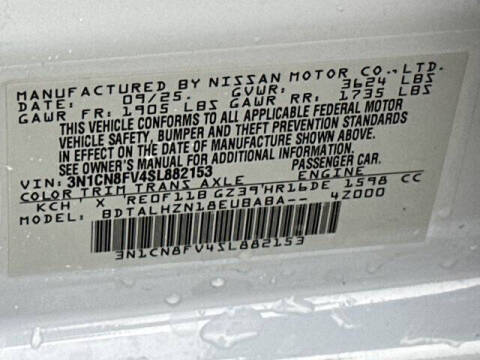 MANUFACTURED BY NISSAN MOTOR CO., LTD.
DATE: 09/25, GVWR: 3624 LBS
GAWR FR: 1905 LBS GAWR RR: 1735 LBS
THIS VEHICLE CONFORMS TO ALL APPLICABLE FEDERAL MOTOR
VEHICLE SAFETY, BUMPER AND THEFT PREVENTION STANDARDS
IN EFFECT ON THE DATE OF MANUFACTURE SHOWN ABOVE.
SEE OWNER'S MANUAL FOR ADDITIONAL INFORMATION.
VIN: 3N1CN8FV4SL882153 PASSENGER CAR.
COLOR TRIM TRANS AXLE ENGINE
KCH X RE0F11B GZ39 HR16DE 1598 CC
MODEL: BDTALHZN18EUBABA-- 4Z000
3N1CN8FV4SL882153